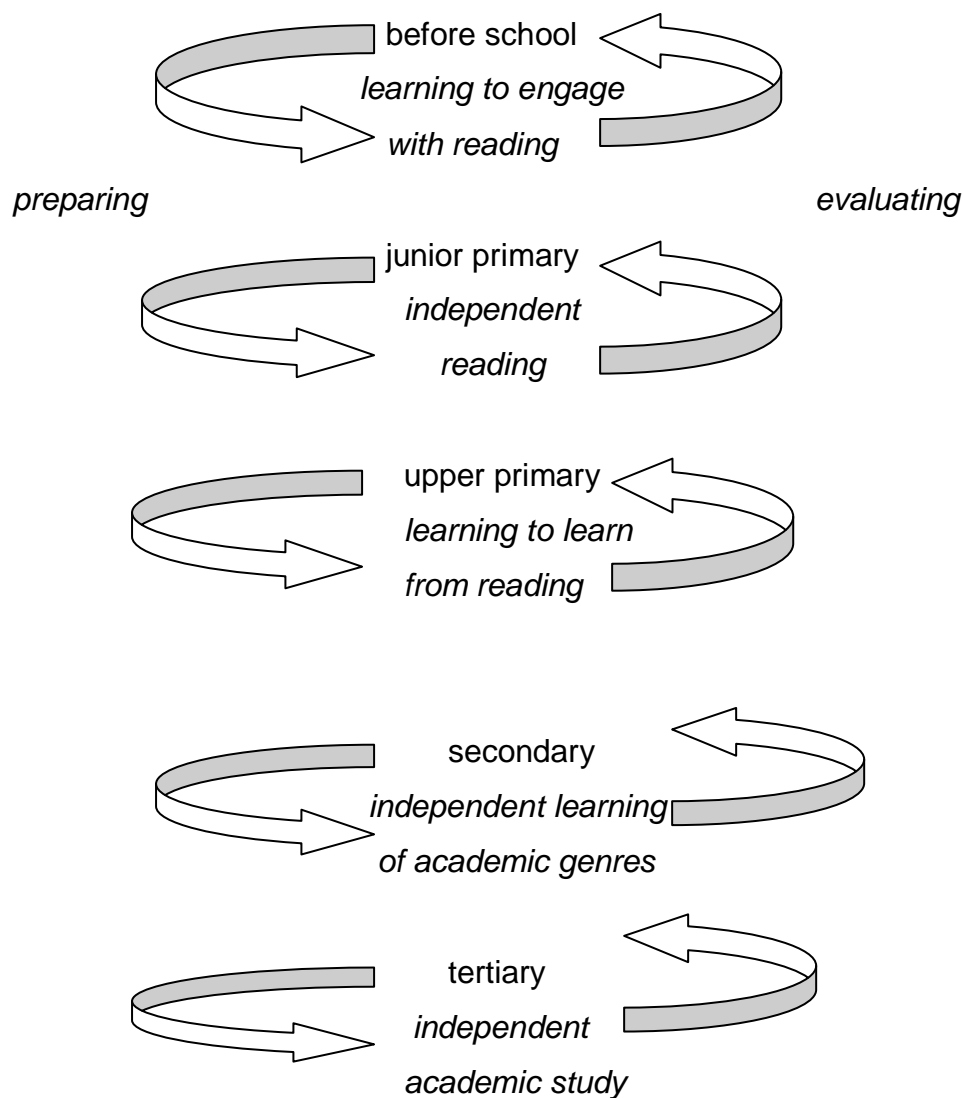 before school
learning to engage
with reading
preparing
evaluating
junior primary
independent
reading
upper primary
learning to learn
from reading
secondary
independent learning
of academic genres
tertiary
independent
academic study